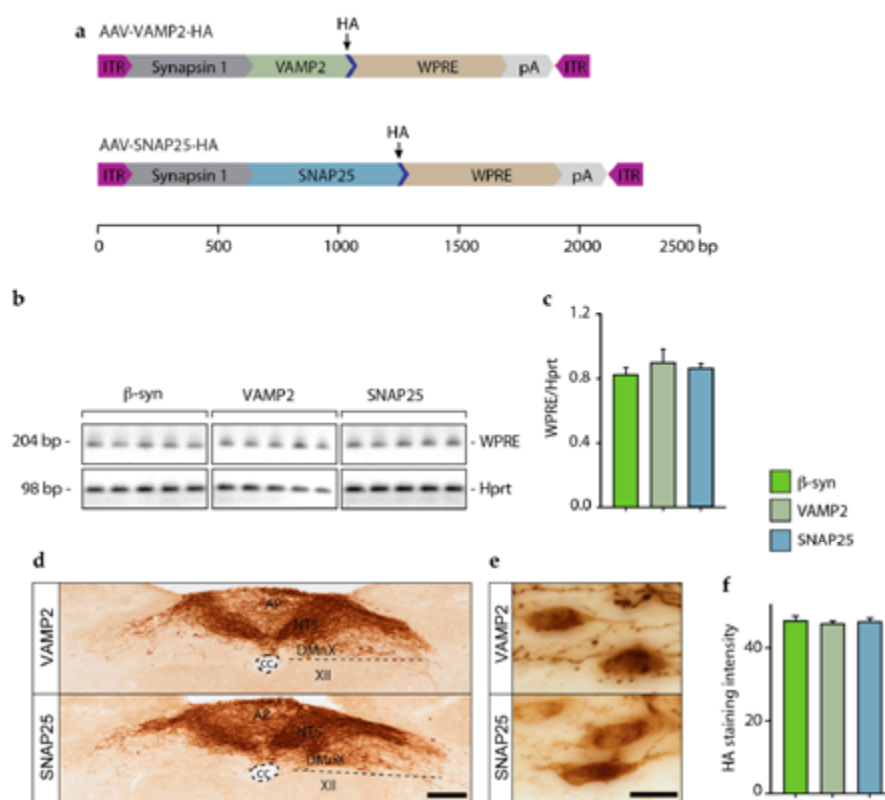 a
AAV-VAMP2-HA
HA
ITR Synapsin 1 VAMP2 WPRE pA ITR
AAV-SNAP25-HA
HA
ITR Synapsin 1 SNAP25 WPRE pA ITR
0 500 1000 1500 2000 2500 bp
b
β-syn VAMP2 SNAP25
204 bp - - WPRE
98 bp - - Hprt
c
1.2
0.8
0.4
0.0
WPRE/Hprt
β-syn
VAMP2
SNAP25
d
VAMP2
AP
NTS
DMnX
cc
XII
SNAP25
AP
NTS
DMnX
cc
XII
e
VAMP2
SNAP25
f
HA staining intensity
40
20
0